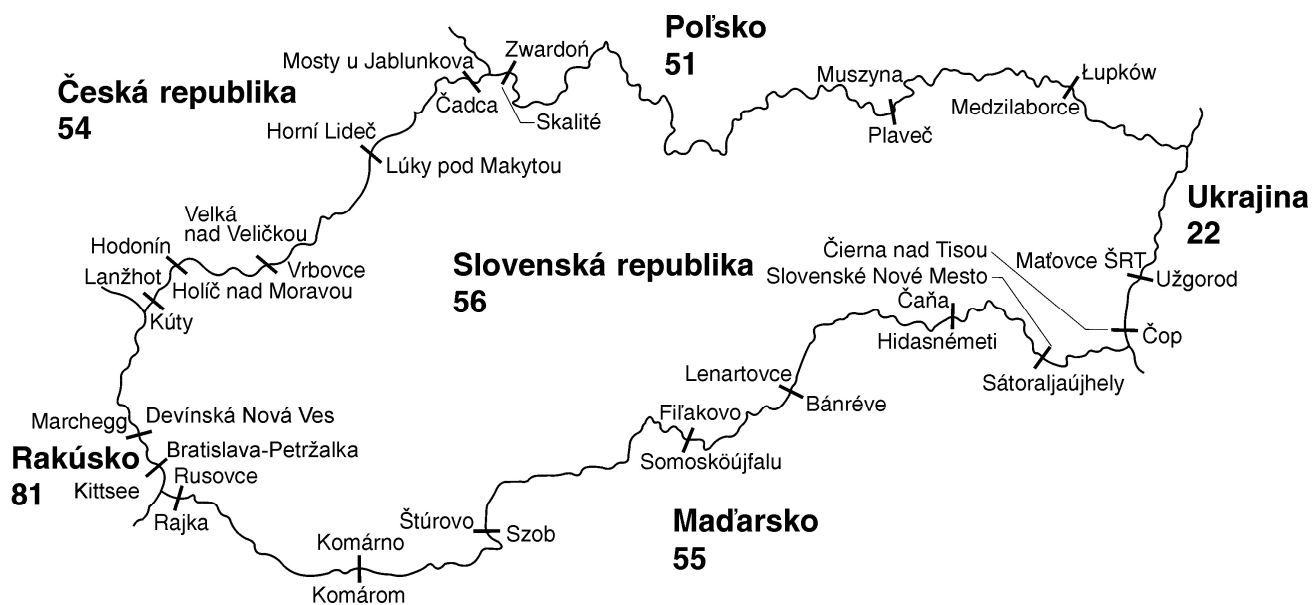 Poľsko
51
Zwardoń
Mosty u Jablunkova
Muszyna
Łupków
Česká republika
54
Čadca
Medzilaborce
Skalité
Plaveč
Horní Lideč
Lúky pod Makytou
Ukrajina
22
Velká
nad Veličkou
Hodonín
Čierna nad Tisou
Slovenská republika
56
Maťovce ŠRT
Lanžhot
Vrbovce
Slovenské Nové Mesto
Užgorod
Holíč nad Moravou
Čaňa
Kúty
Hidasnémeti
Čop
Lenartovce
Sátoraljaújhely
Bánréve
Fiľakovo
Marchegg
Devínská Nová Ves
Bratislava-Petržalka
Rakúsko
81
Somosköújfalu
Rusovce
Kittsee
Rajka
Maďarsko
55
Štúrovo
Szob
Komárno
Komárom